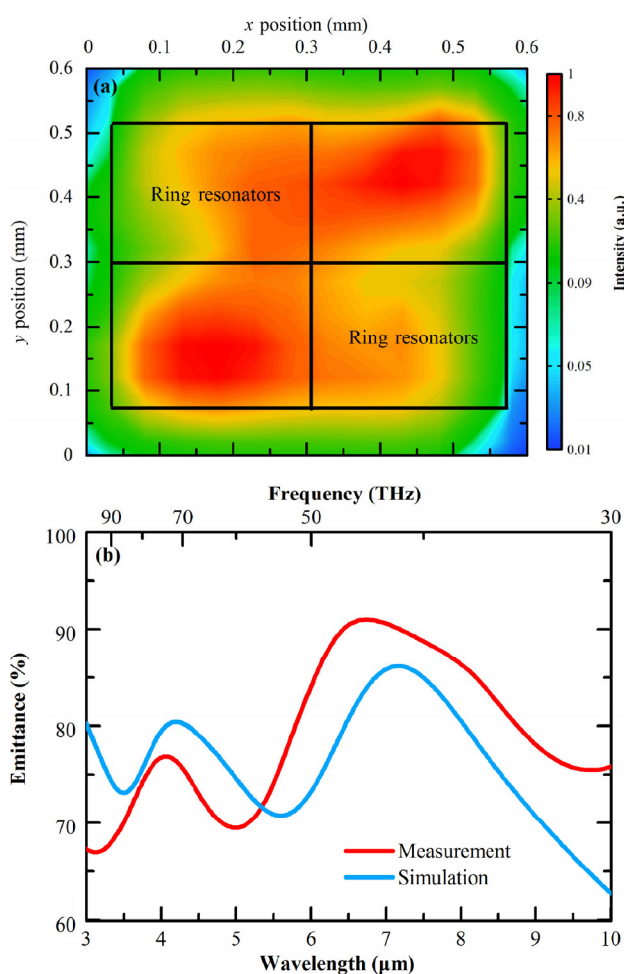 x position (mm)
0 0.1 0.2 0.3 0.4 0.5 0.6
(a)
0.6
0.5
0.4
0.3
0.2
0.1
0
y position (mm)
Ring resonators
Ring resonators
1
0.8
0.4
0.09
0.05
0.01
Intensity (a.u.)
Frequency (THz)
90 70 50 30
(b)
100
90
80
70
60
Emittance (%)
Measurement
Simulation
3 4 5 6 7 8 9 10
Wavelength (µm)